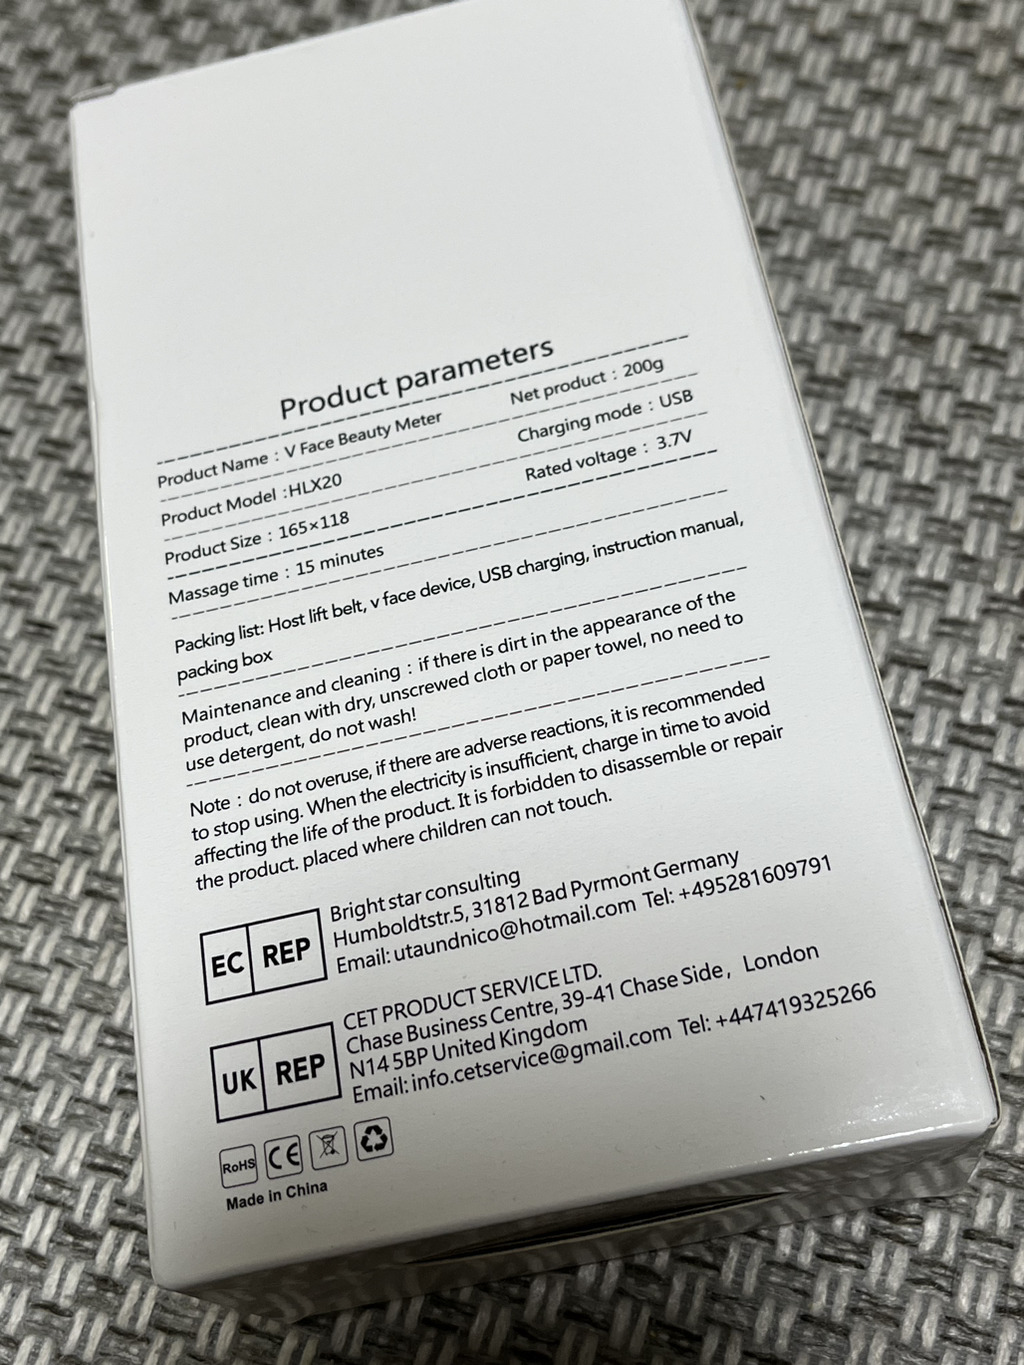 Product parameters
Product Name : V Face Beauty Meter
Net product : 200g
Product Model :HLX20
Charging mode : USB
Product Size : 165×118
Rated voltage : 3.7V
Massage time : 15 minutes
Packing list: Host lift belt, v face device, USB charging, instruction manual,
packing box
Maintenance and cleaning : if there is dirt in the appearance of the
product, clean with dry, unscrewed cloth or paper towel, no need to
use detergent, do not wash!
Note : do not overuse, if there are adverse reactions, it is recommended
to stop using. When the electricity is insufficient, charge in time to avoid
affecting the life of the product. It is forbidden to disassemble or repair
the product. placed where children can not touch.
EC REP
Bright star consulting
Humboldtstr.5, 31812 Bad Pyrmont Germany
Email: utaundnico@hotmail.com Tel: +495281609791
UK REP
CET PRODUCT SERVICE LTD.
Chase Business Centre, 39-41 Chase Side, London
N14 5BP United Kingdom
Email: info.cetservice@gmail.com Tel: +447419325266
RoHS CE
Made in China